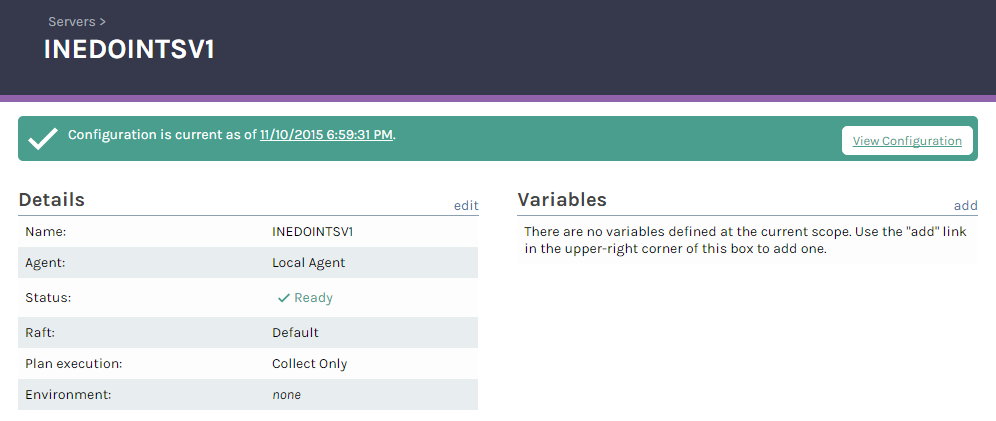 Servers >
INEDOINTSV1
Configuration is current as of 11/10/2015 6:59:31 PM.
View Configuration
Details
edit
Name: INEDOINTSV1
Agent: Local Agent
Status: Ready
Raft: Default
Plan execution: Collect Only
Environment: none
Variables
add
There are no variables defined at the current scope. Use the "add" link
in the upper-right corner of this box to add one.